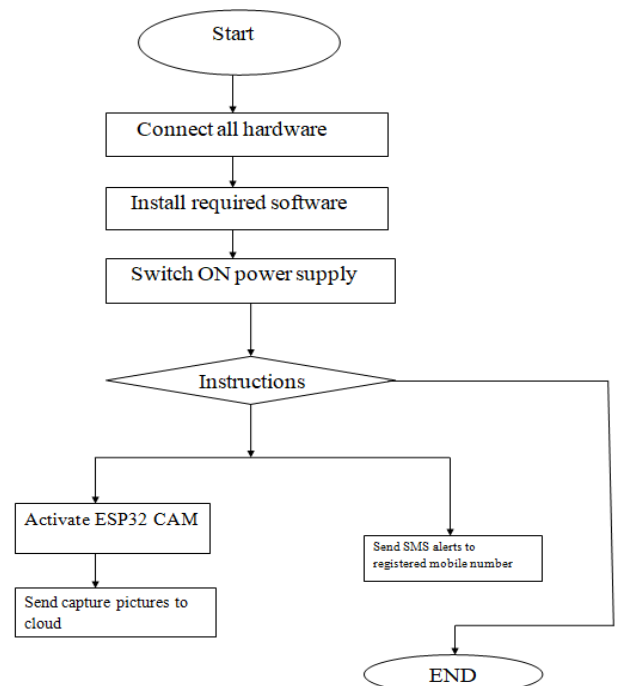 Start
Connect all hardware
Install required software
Switch ON power supply
Instructions
Activate ESP32 CAM
Send capture pictures to
cloud
Send SMS alerts to
registered mobile number
END